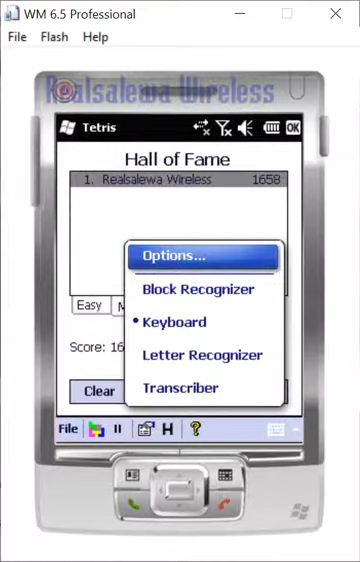 WM 6.5 Professional
File Flash Help
Realsalewa Wireless
Tetris OK
Hall of Fame
1. Realsalewa Wireless 1658
Options...
Block Recognizer
Keyboard
Letter Recognizer
Transcriber
Easy M
Score: 16
Clear
File H ?